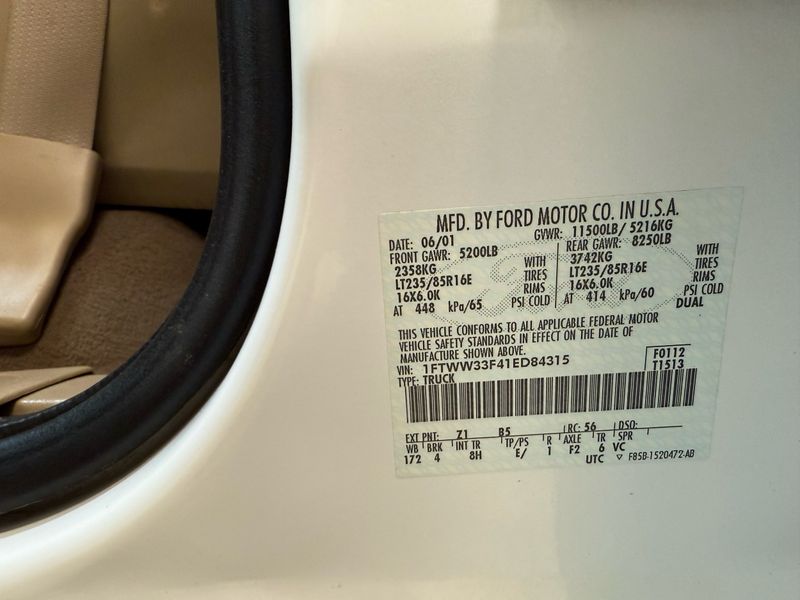 MFD. BY FORD MOTOR CO. IN U.S.A.
DATE: 06/01 GVWR: 11500LB/ 5216KG
FRONT GAWR: 5200LB REAR GAWR: 8250LB
2358KG WITH 3742KG WITH
LT235/85R16E TIRES LT235/85R16E TIRES
16X6.0K RIMS 16X6.0K RIMS
AT 448 kPa/65 PSI COLD AT 414 kPa/60 PSI COLD
DUAL
THIS VEHICLE CONFORMS TO ALL APPLICABLE FEDERAL MOTOR
VEHICLE SAFETY STANDARDS IN EFFECT ON THE DATE OF
MANUFACTURE SHOWN ABOVE.
VIN: 1FTWW33F41ED84315 F0112
TYPE: TRUCK T1513
EXT PNT: Z1 B5 RC: 56 DSO:
WB BRK INT TR TP/PS R AXLE TR SPR
172 4 8H E/ 1 F2 6 VC
UTC ▽ F85B-1520472-AB